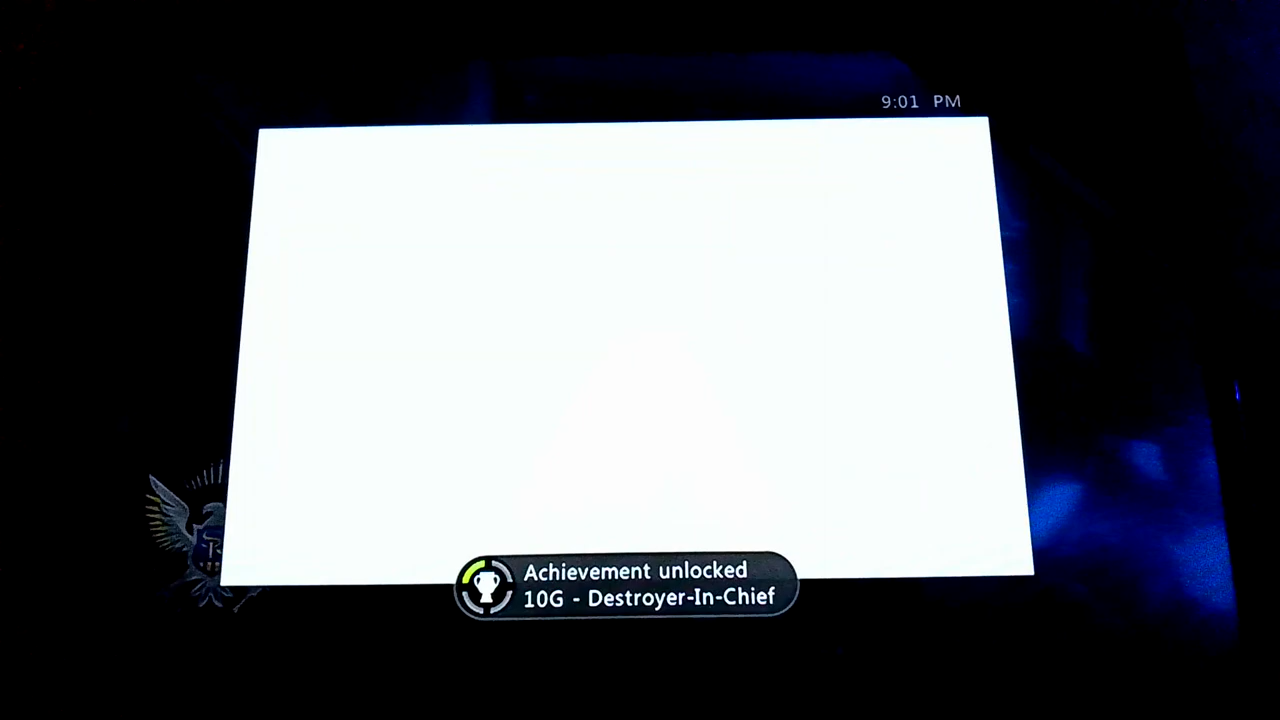 9:01 PM
Achievement unlocked
10G - Destroyer-In-Chief